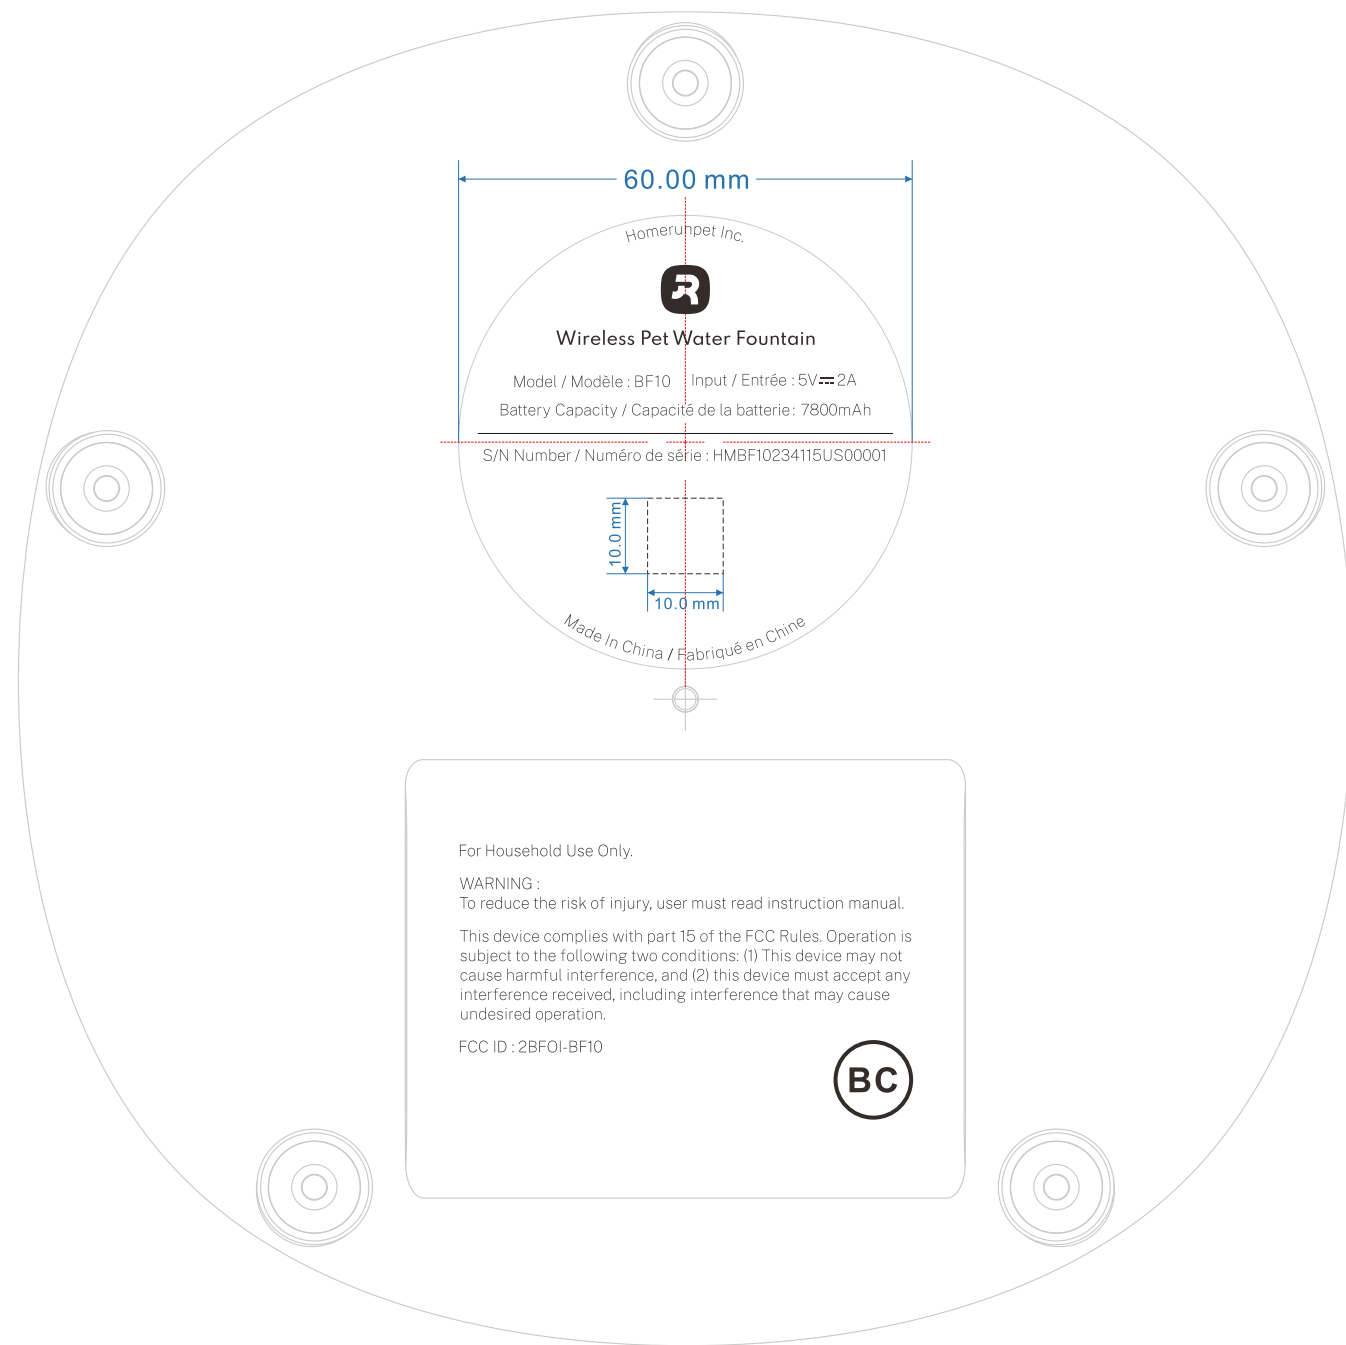 60.00 mm
Homerunpet Inc.
R
Wireless Pet Water Fountain
Model / Modèle : BF10 Input / Entrée : 5V⎓2A
Battery Capacity / Capacité de la batterie : 7800mAh
S/N Number / Numéro de série : HMBF10234115US00001
10.0 mm
10.0 mm
Made In China / Fabriqué en Chine
For Household Use Only.
WARNING :
To reduce the risk of injury, user must read instruction manual.
This device complies with part 15 of the FCC Rules. Operation is
subject to the following two conditions: (1) This device may not
cause harmful interference, and (2) this device must accept any
interference received, including interference that may cause
undesired operation.
FCC ID : 2BFOI-BF10
BC